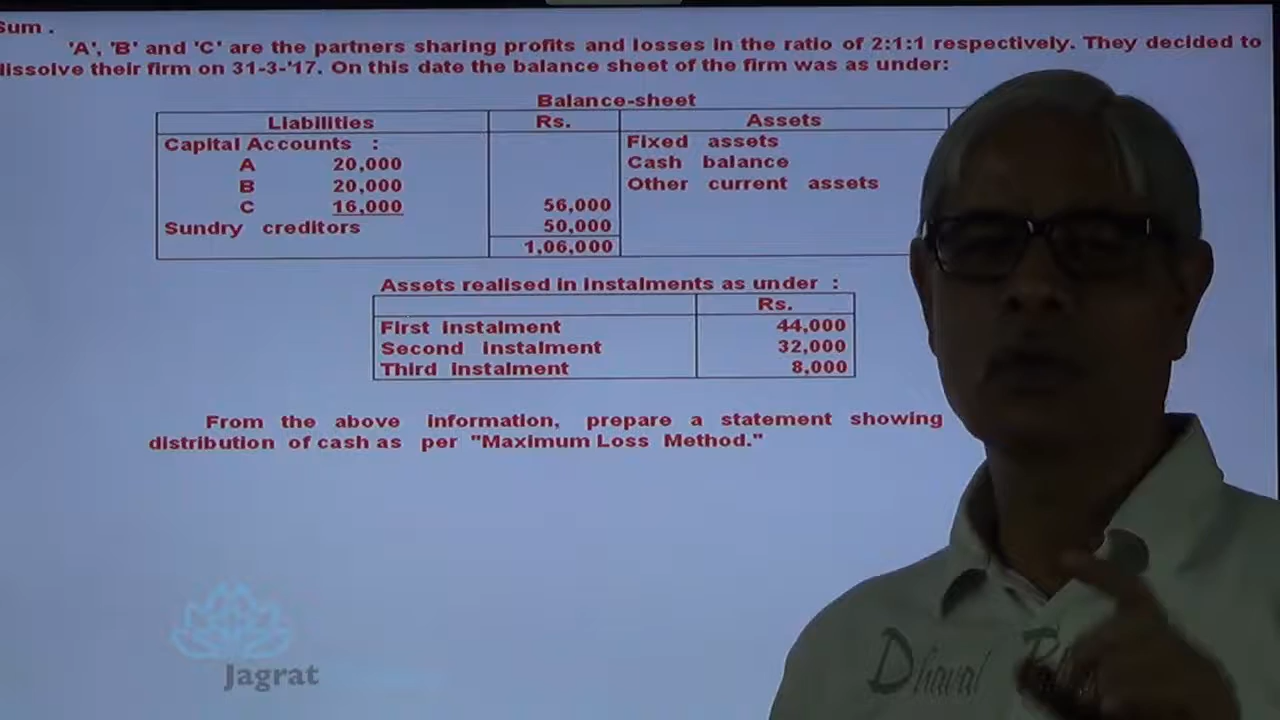 Sum .
'A', 'B' and 'C' are the partners sharing profits and losses in the ratio of 2:1:1 respectively. They decided to
dissolve their firm on 31-3-'17. On this date the balance sheet of the firm was as under:
Balance-sheet
Liabilities Rs. Assets
Capital Accounts : Fixed assets
A 20,000 Cash balance
B 20,000 Other current assets
C 16,000 56,000
Sundry creditors 50,000
1,06,000
Assets realised in instalments as under :
Rs.
First instalment 44,000
Second instalment 32,000
Third instalment 8,000
From the above information, prepare a statement showing
distribution of cash as per "Maximum Loss Method."
Jagrat
Dhaval